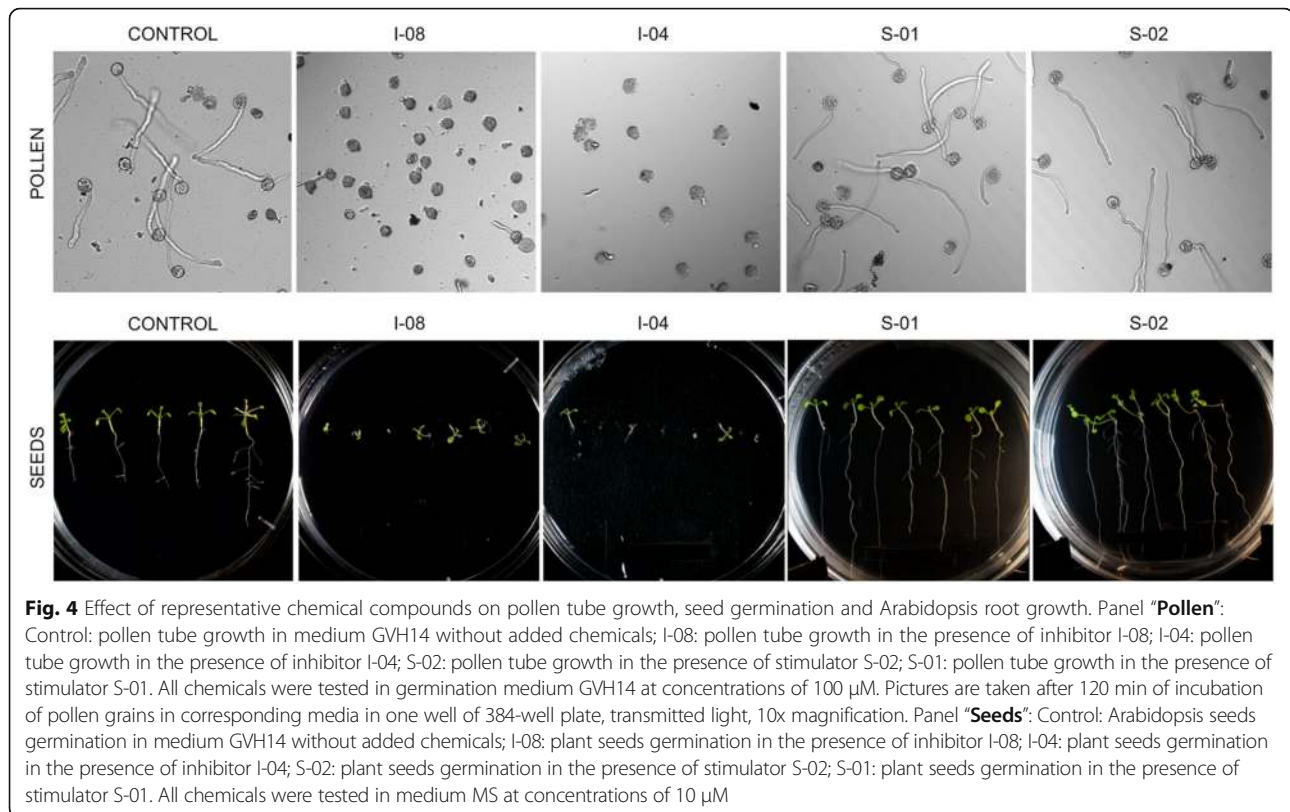 CONTROL I-08 I-04 S-01 S-02
POLLEN
CONTROL I-08 I-04 S-01 S-02
SEEDS
Fig. 4 Effect of representative chemical compounds on pollen tube growth, seed germination and Arabidopsis root growth. Panel “Pollen”:
Control: pollen tube growth in medium GVH14 without added chemicals; I-08: pollen tube growth in the presence of inhibitor I-08; I-04: pollen
tube growth in the presence of inhibitor I-04; S-02: pollen tube growth in the presence of stimulator S-02; S-01: pollen tube growth in the presence of
stimulator S-01. All chemicals were tested in germination medium GVH14 at concentrations of 100 μM. Pictures are taken after 120 min of incubation
of pollen grains in corresponding media in one well of 384-well plate, transmitted light, 10x magnification. Panel “Seeds”: Control: Arabidopsis seeds
germination in medium GVH14 without added chemicals; I-08: plant seeds germination in the presence of inhibitor I-08; I-04: plant seeds germination
in the presence of inhibitor I-04; S-02: plant seeds germination in the presence of stimulator S-02; S-01: plant seeds germination in the presence of
stimulator S-01. All chemicals were tested in medium MS at concentrations of 10 μM